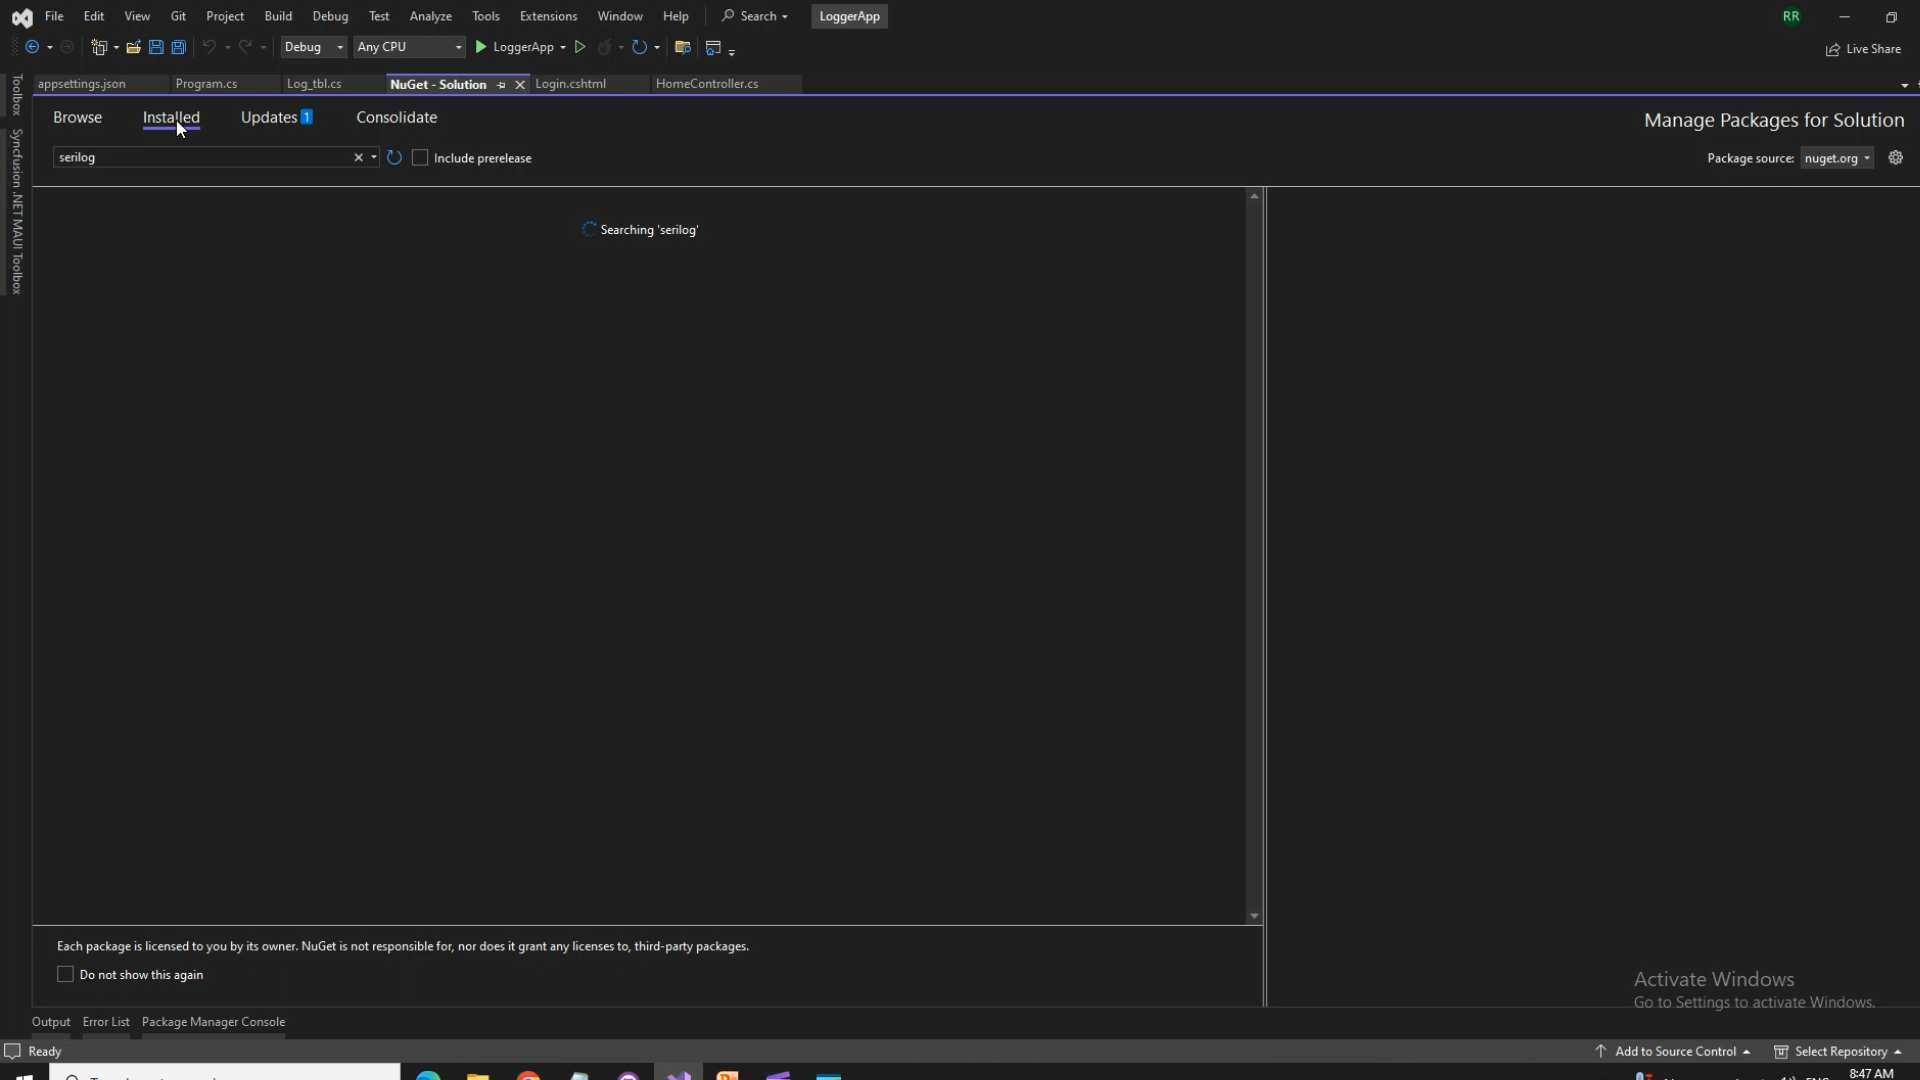 File Edit View Git Project Build Debug Test Analyze Tools Extensions Window Help Search LoggerApp RR
Debug Any CPU LoggerApp Live Share
appsettings.json Program.cs Log_tbl.cs NuGet - Solution Login.cshtml HomeController.cs
Toolbox
Syncfusion .NET MAUI Toolbox
Browse Installed Updates 1 Consolidate Manage Packages for Solution
serilog Include prerelease Package source: nuget.org
Searching 'serilog'
Each package is licensed to you by its owner. NuGet is not responsible for, nor does it grant any licenses to, third-party packages.
Do not show this again
Activate Windows
Go to Settings to activate Windows.
Output Error List Package Manager Console
Ready Add to Source Control Select Repository
8:47 AM